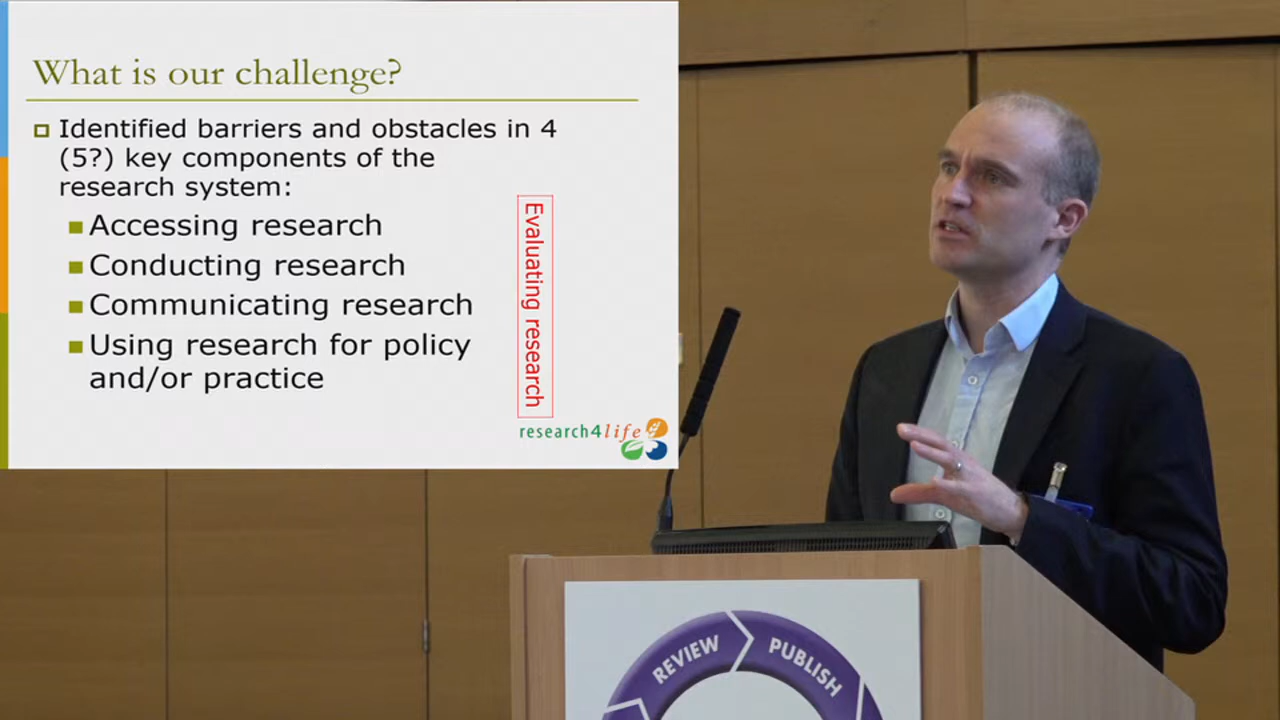 What is our challenge?
Identified barriers and obstacles in 4
(5?) key components of the
research system:
Accessing research
Conducting research
Communicating research
Using research for policy
and/or practice
Evaluating research
research4life
REVIEW
PUBLISH